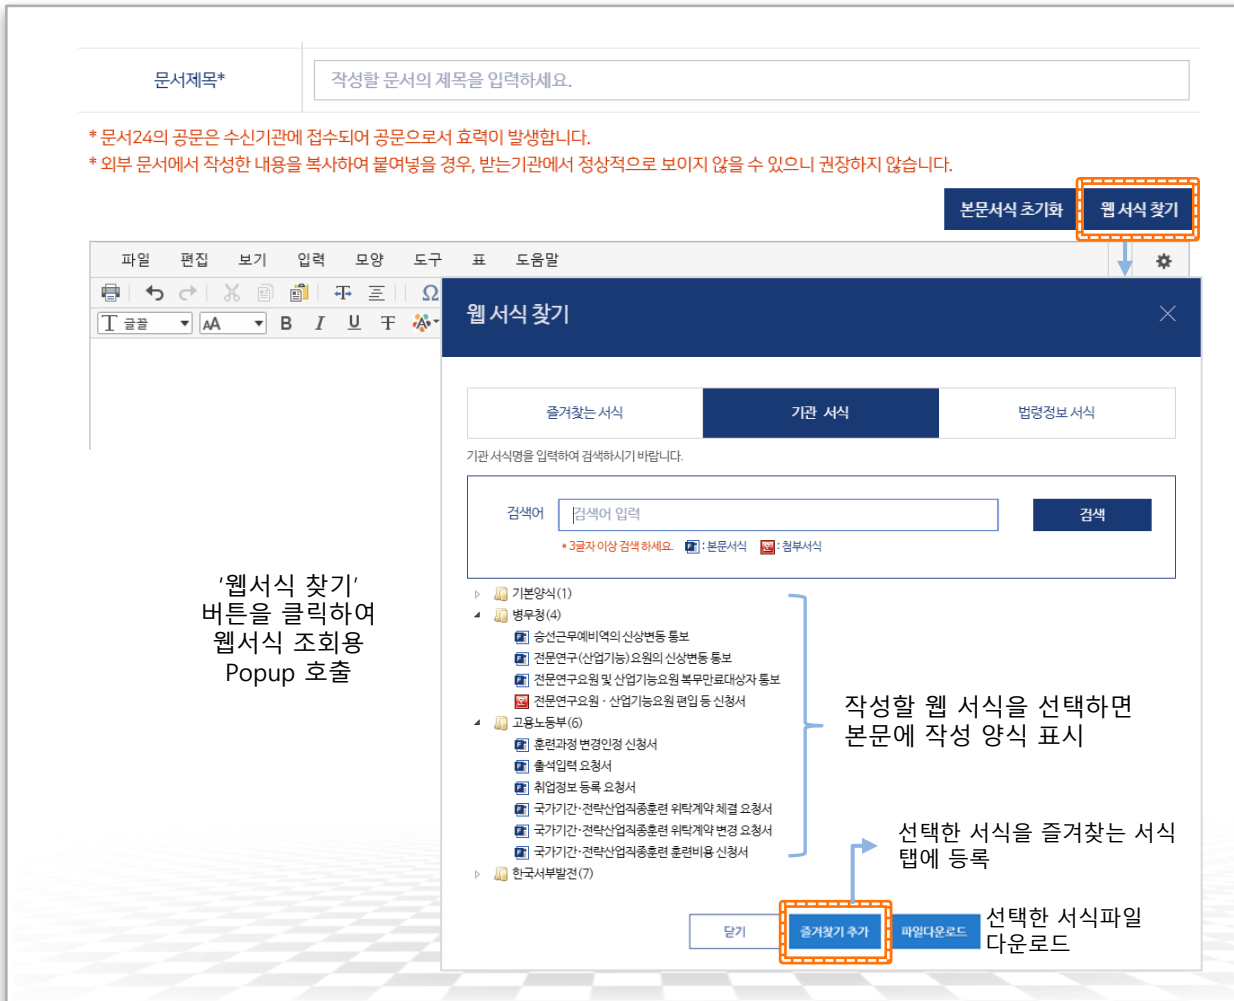 문서제목*
작성할 문서의 제목을 입력하세요.
* 문서24의 공문은 수신기관에 접수되어 공문으로서 효력이 발생합니다.
* 외부 문서에서 작성한 내용을 복사하여 붙여넣을 경우, 받는기관에서 정상적으로 보이지 않을 수 있으니 권장하지 않습니다.
본문서식 초기화
웹 서식 찾기
파일 편집 보기 입력 모양 도구 표 도움말
글꼴
웹 서식 찾기
즐겨찾는 서식
기관 서식
법령정보 서식
기관 서식명을 입력하여 검색하시기 바랍니다.
검색어
검색어 입력
검색
* 3글자 이상 검색 하세요. : 본문서식 : 첨부서식
기본양식(1)
병무청(4)
승선근무예비역의 신상변동 통보
전문연구(산업기능)요원의 신상변동 통보
전문연구요원 및 산업기능요원 복무만료대상자 통보
전문연구요원 · 산업기능요원 편입 등 신청서
고용노동부(6)
훈련과정 변경인정 신청서
출석입력 요청서
취업정보 등록 요청서
국가기간·전략산업직종훈련 위탁계약 체결 요청서
국가기간·전략산업직종훈련 위탁계약 변경 요청서
국가기간·전략산업직종훈련 훈련비용 신청서
한국서부발전(7)
'웹서식 찾기'
버튼을 클릭하여
웹서식 조회용
Popup 호출
작성할 웹 서식을 선택하면
본문에 작성 양식 표시
선택한 서식을 즐겨찾는 서식
탭에 등록
닫기
즐겨찾기 추가
파일다운로드
선택한 서식파일
다운로드